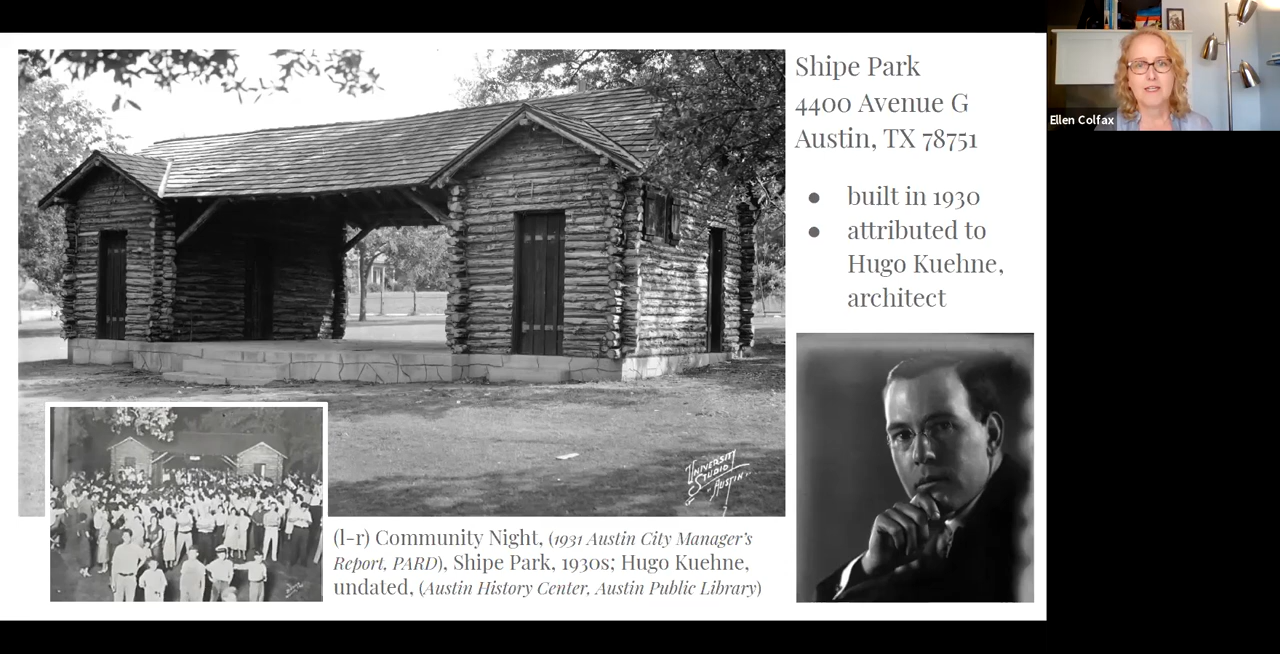 Shipe Park
4400 Avenue G
Austin, TX 78751
● built in 1930
● attributed to
Hugo Kuehne,
architect
Ellen Colfax
UNIVERSITY
STUDIO
"AUSTIN"
(l-r) Community Night, (1931 Austin City Manager's
Report, PARD), Shipe Park, 1930s; Hugo Kuehne,
undated, (Austin History Center, Austin Public Library)